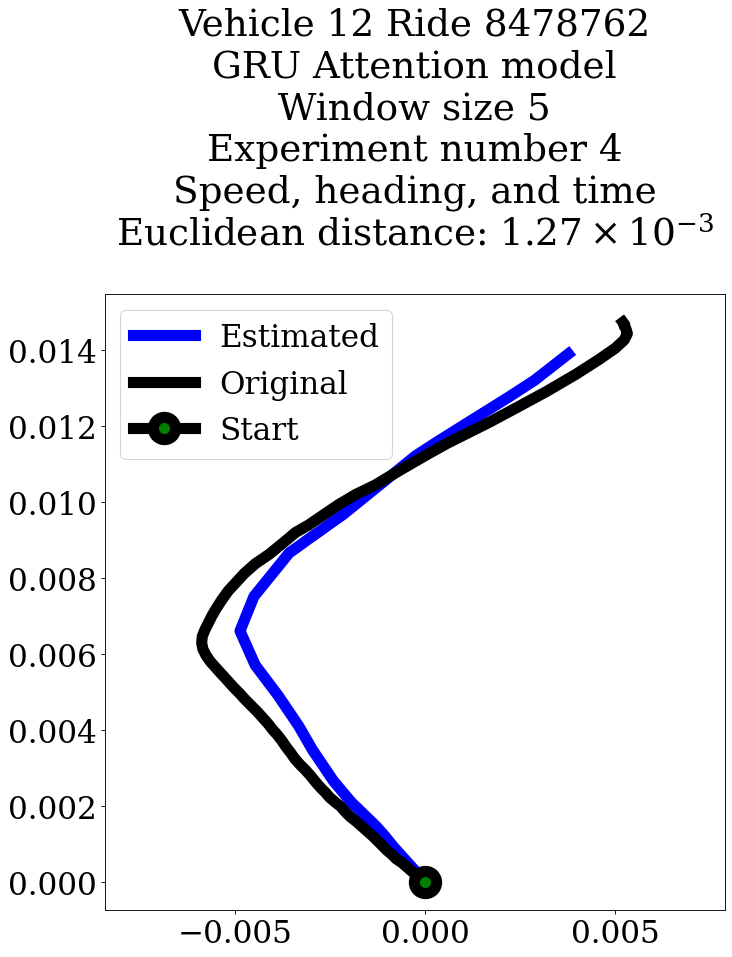 Vehicle 12 Ride 8478762
GRU Attention model
Window size 5
Experiment number 4
Speed, heading, and time
Euclidean distance: 1.27 × 10⁻³
Estimated
Original
Start
0.014
0.012
0.010
0.008
0.006
0.004
0.002
0.000
−0.005 0.000 0.005